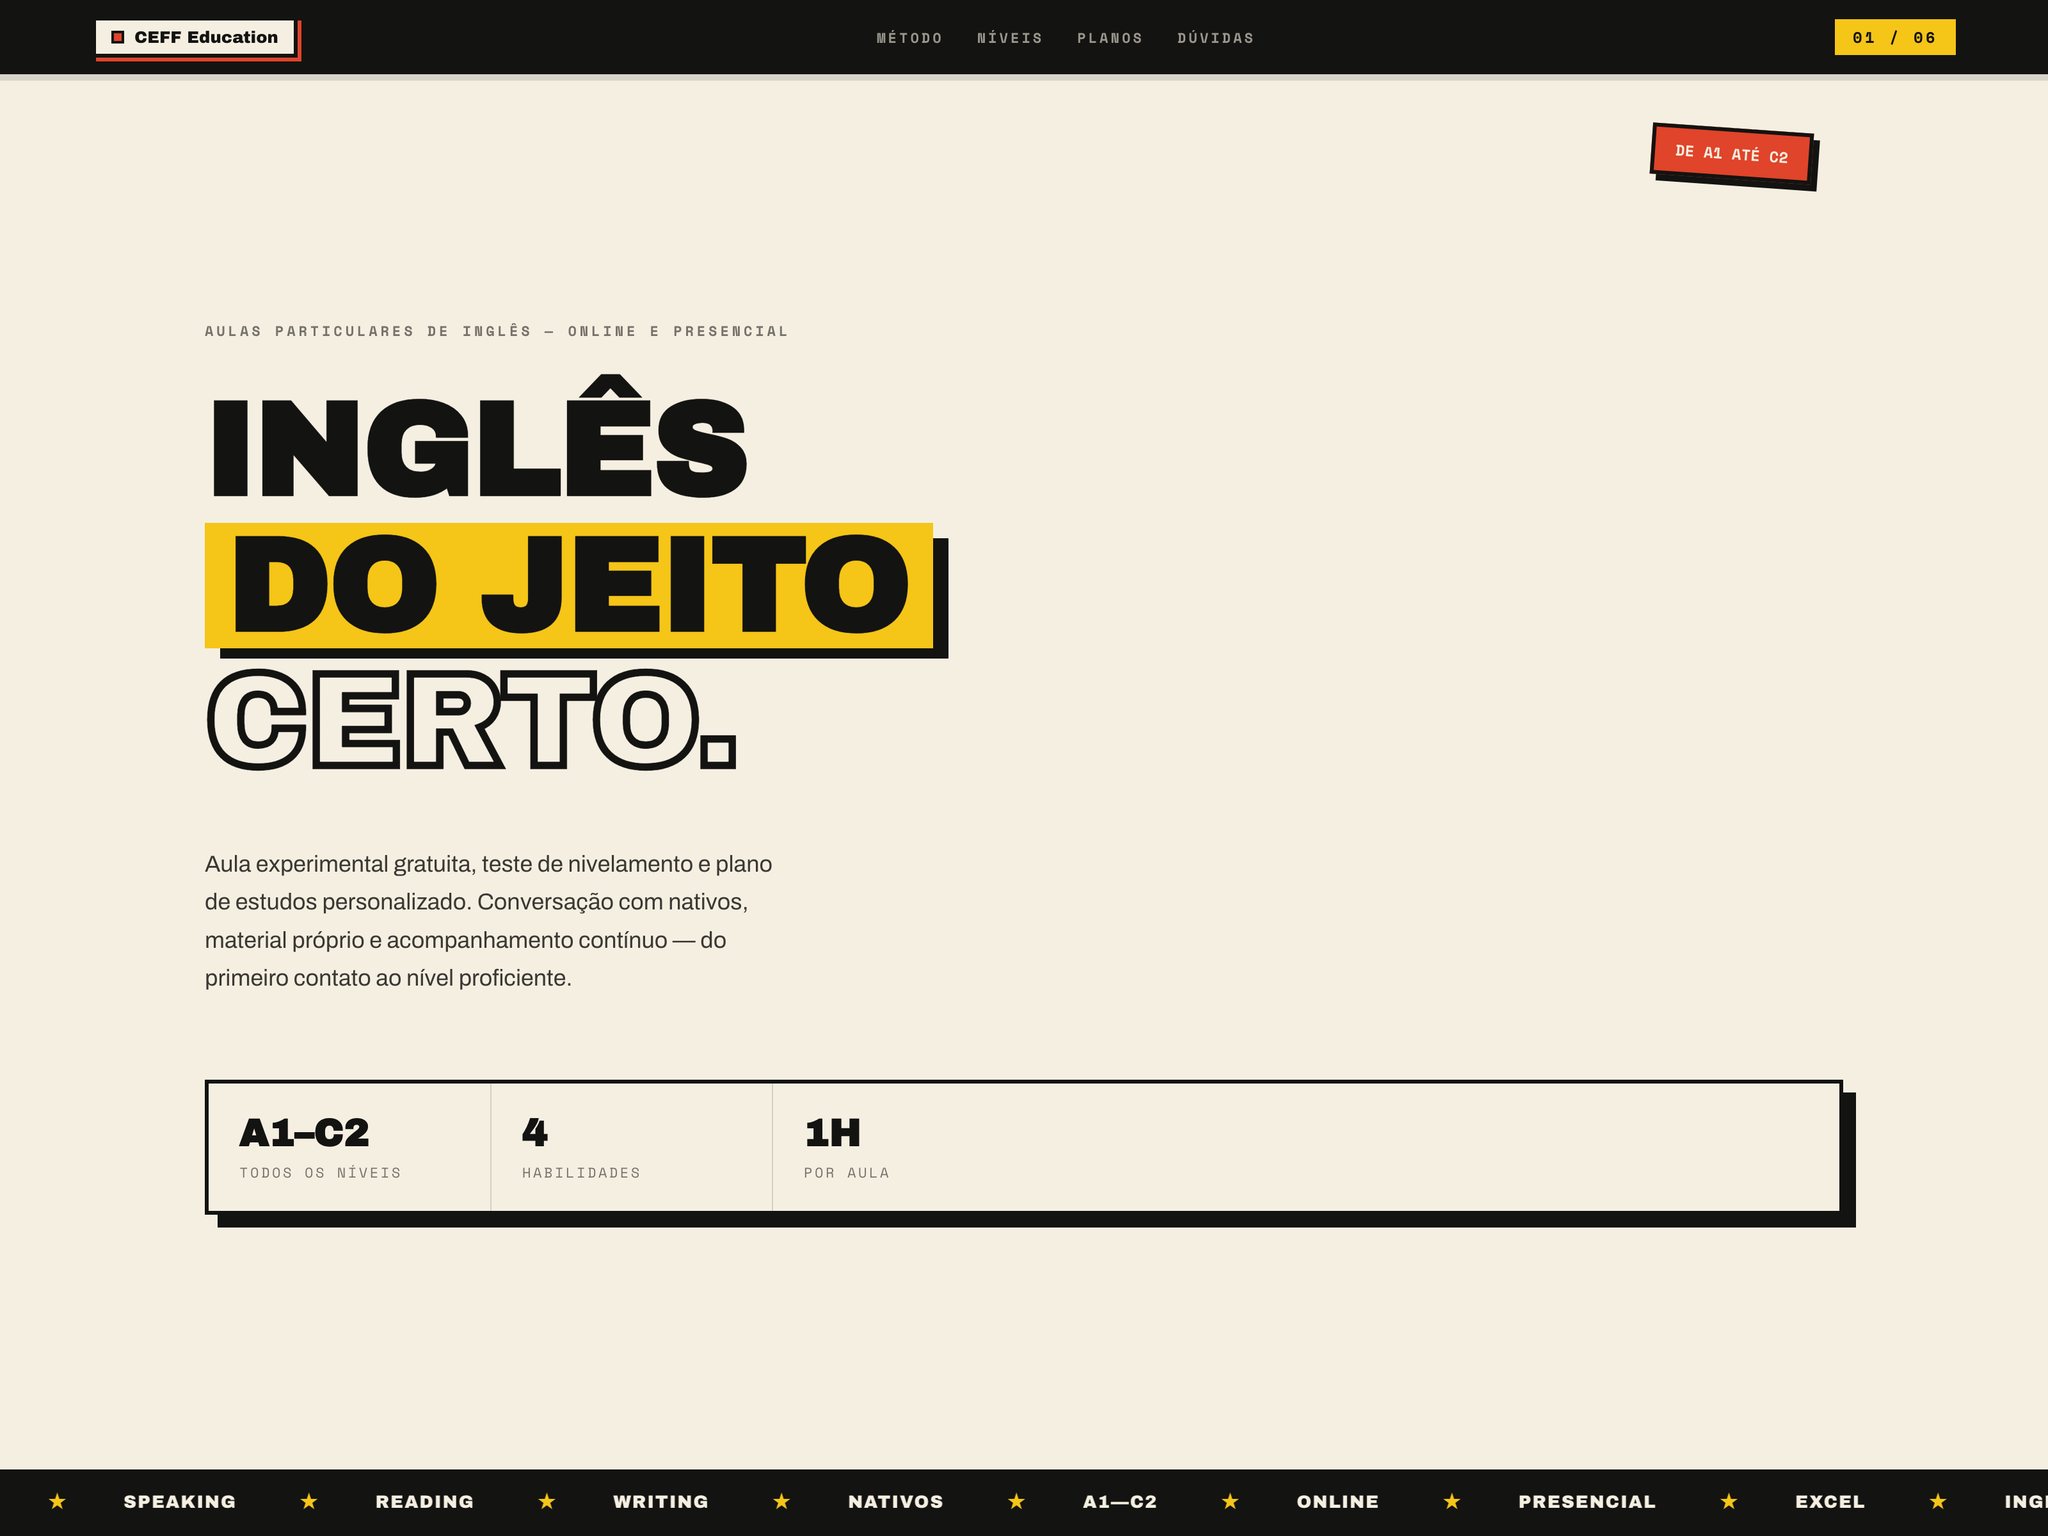 CEFF Education
MÉTODO NÍVEIS PLANOS DÚVIDAS
01 / 06
DE A1 ATÉ C2
AULAS PARTICULARES DE INGLÊS — ONLINE E PRESENCIAL
INGLÊS
DO JEITO
CERTO.
Aula experimental gratuita, teste de nivelamento e plano
de estudos personalizado. Conversação com nativos,
material próprio e acompanhamento contínuo — do
primeiro contato ao nível proficiente.
A1–C2
TODOS OS NÍVEIS
4
HABILIDADES
1H
POR AULA
★ SPEAKING ★ READING ★ WRITING ★ NATIVOS ★ A1—C2 ★ ONLINE ★ PRESENCIAL ★ EXCEL ★